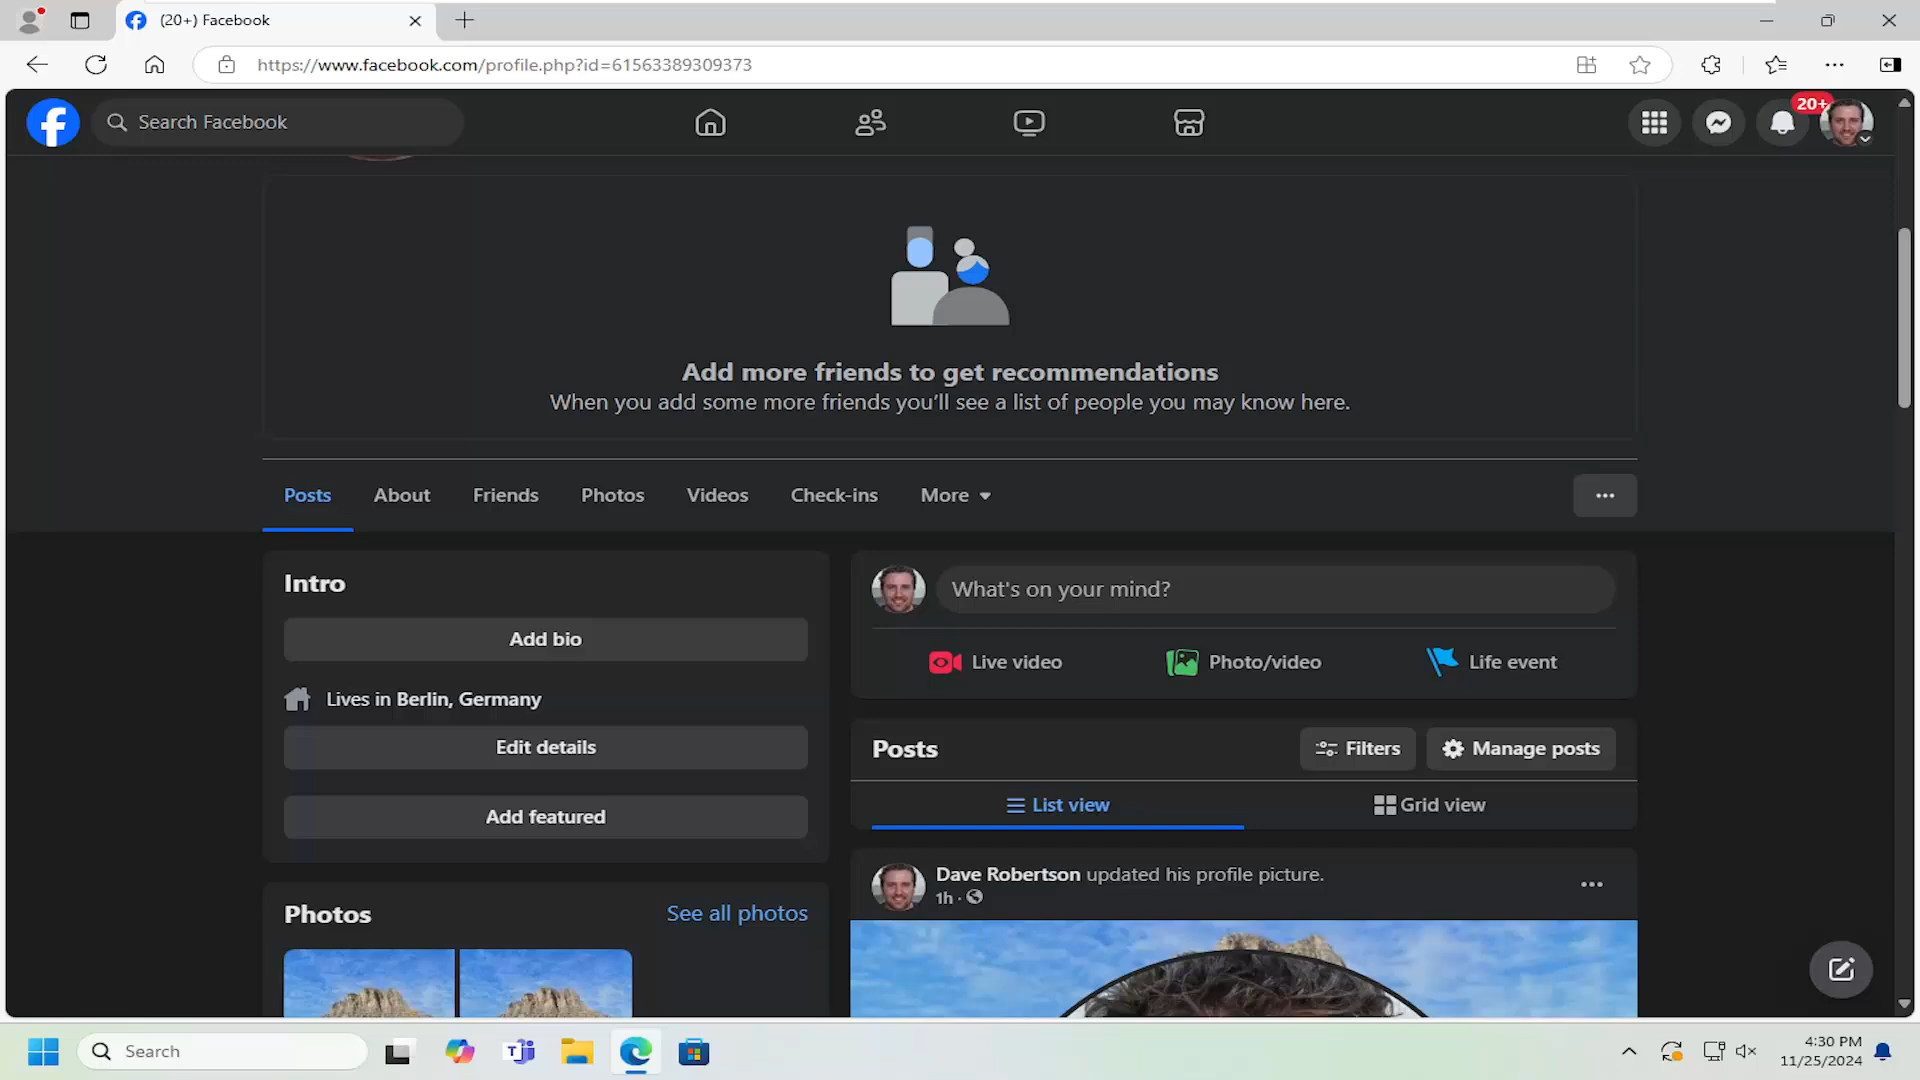 (20+) Facebook
https://www.facebook.com/profile.php?id=61563389309373
Search Facebook
20+
Add more friends to get recommendations
When you add some more friends you’ll see a list of people you may know here.
Posts About Friends Photos Videos Check-ins More
Intro
Add bio
Lives in Berlin, Germany
Edit details
Add featured
Photos See all photos
What's on your mind?
Live video Photo/video Life event
Posts Filters Manage posts
List view Grid view
Dave Robertson updated his profile picture.
1h ·
Search
4:30 PM
11/25/2024